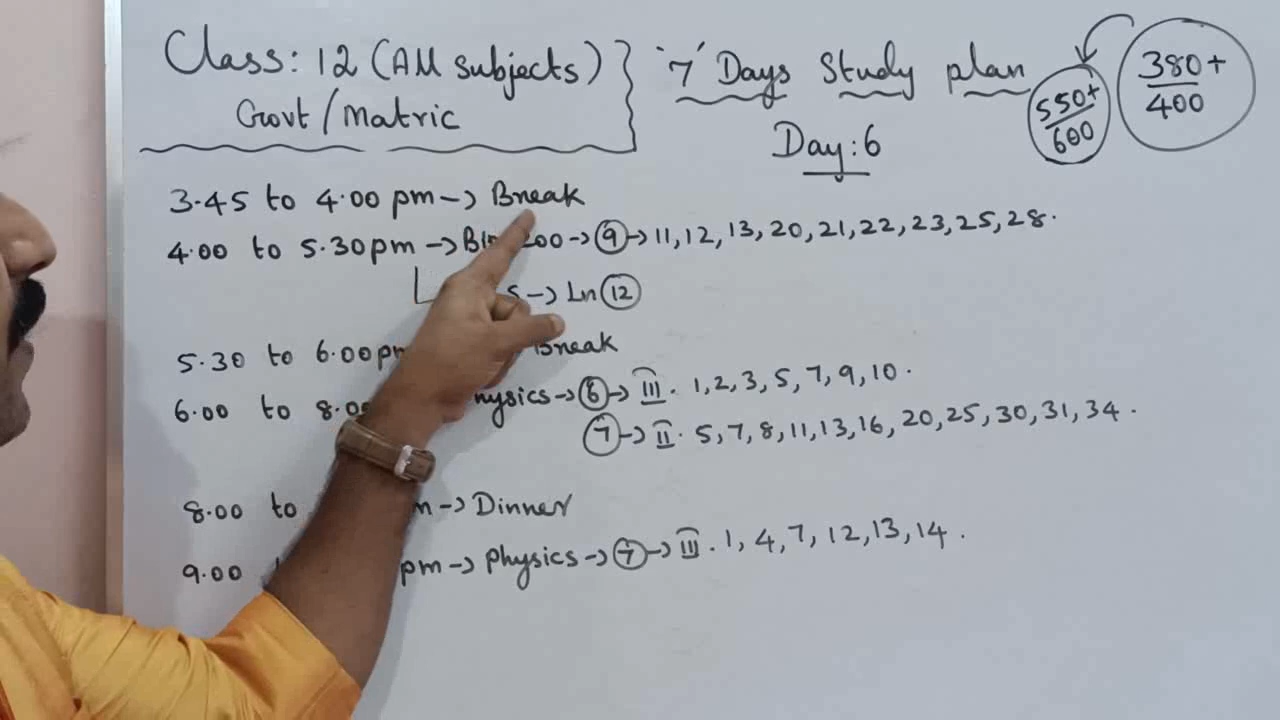 Class: 12 (All subjects)
Govt/Matric
'7' Days Study plan
Day: 6
380+/400
550+/600
3.45 to 4.00 pm → Break
4.00 to 5.30pm → 200 → 9 → 11, 12, 13, 20, 21, 22, 23, 25, 28.
→ Ln 12
5.30 to 6.00pm Break
6.00 to 8.00 Physics → 6 → III. 1, 2, 3, 5, 7, 9, 10.
7 → II. 5, 7, 8, 11, 13, 16, 20, 25, 30, 31, 34.
8.00 to → Dinner
9.00 pm → Physics → 7 → III. 1, 4, 7, 12, 13, 14.